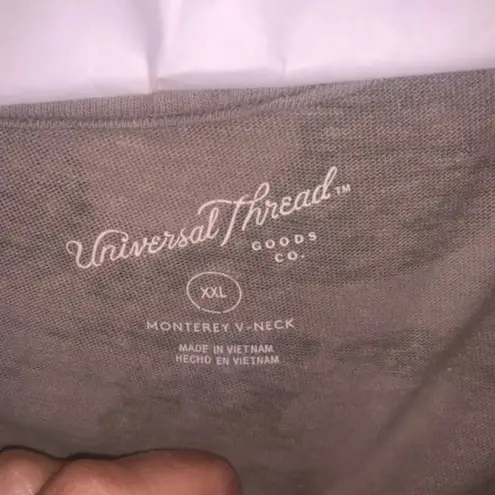 Universal Thread™
GOODS
CO.
XXL
MONTEREY V-NECK
MADE IN VIETNAM
HECHO EN VIETNAM